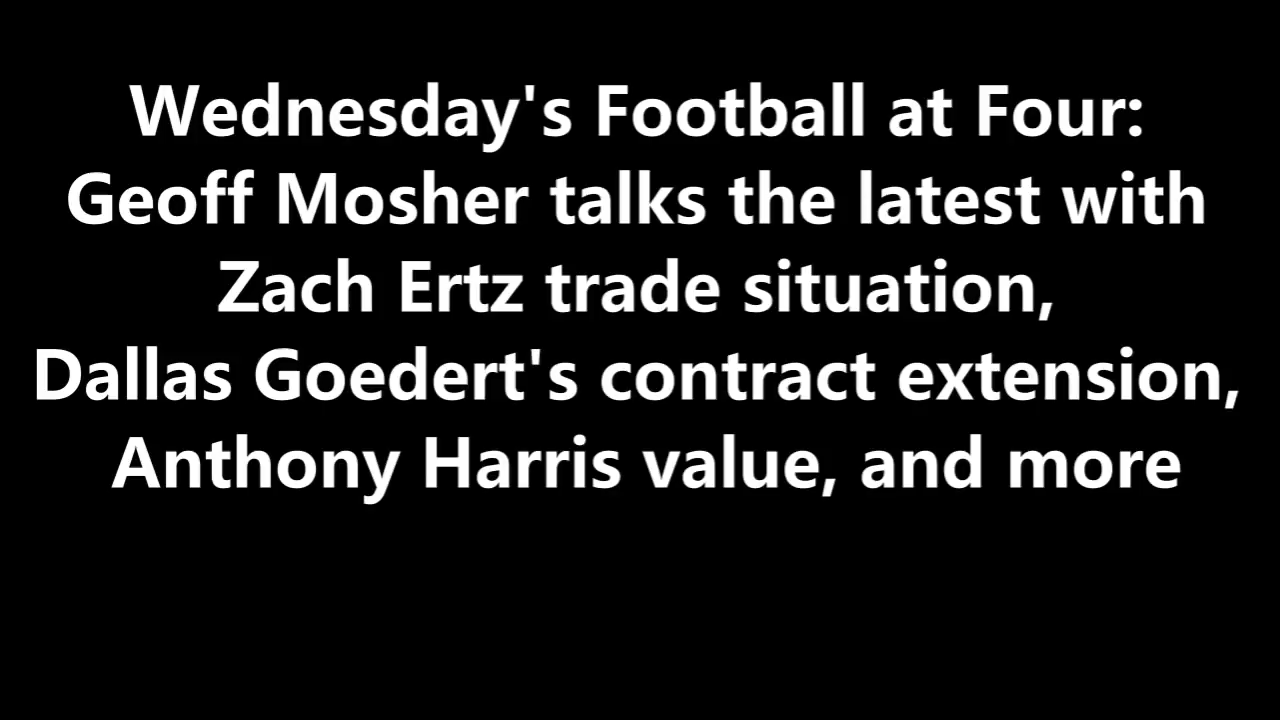 Wednesday's Football at Four:
Geoff Mosher talks the latest with
Zach Ertz trade situation,
Dallas Goedert's contract extension,
Anthony Harris value, and more